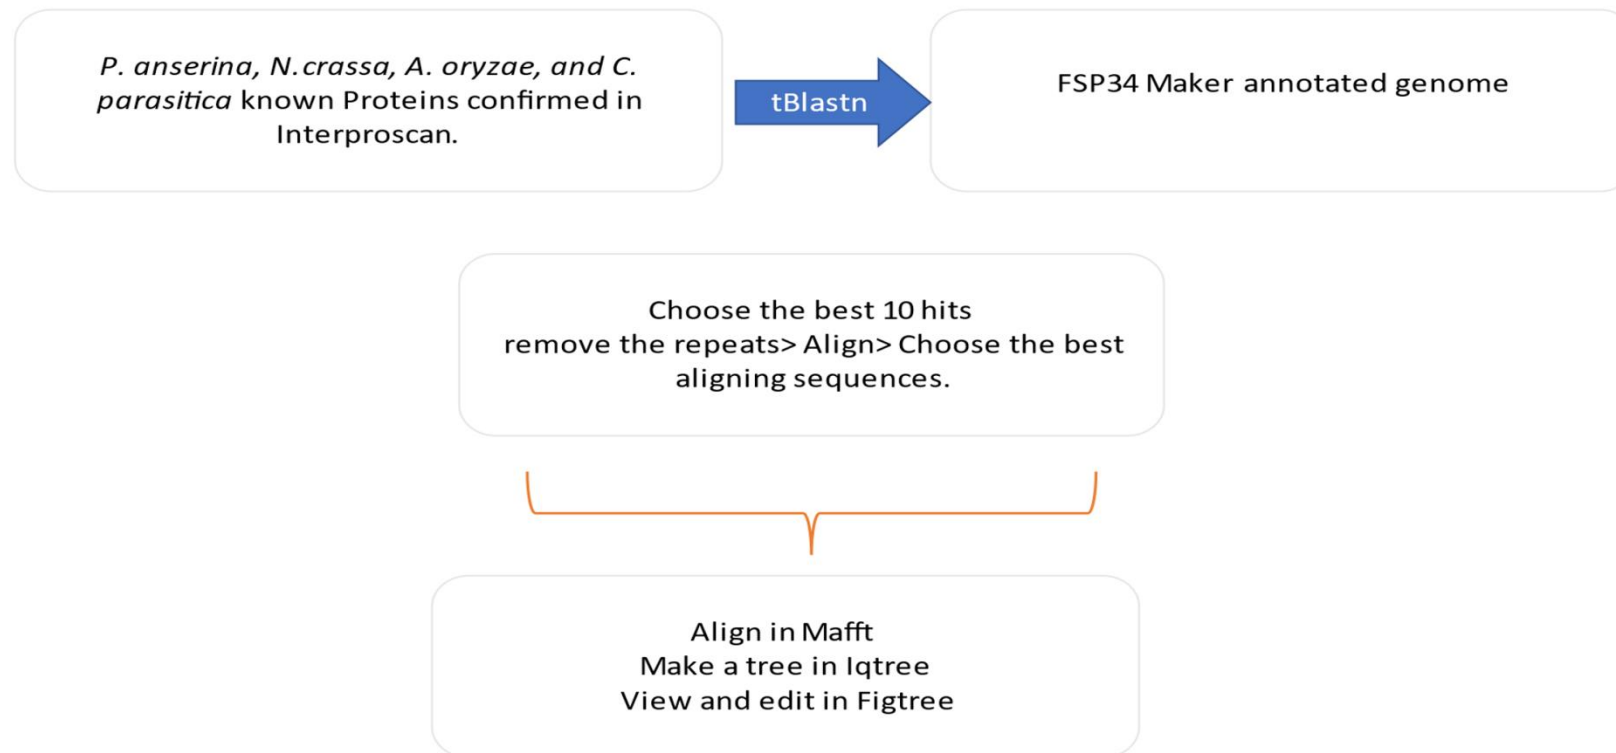 P. anserina, N.crassa, A. oryzae, and C.
parasitica known Proteins confirmed in
Interproscan.
tBlastn
FSP34 Maker annotated genome
Choose the best 10 hits
remove the repeats> Align> Choose the best
aligning sequences.
Align in Mafft
Make a tree in Iqtree
View and edit in Figtree